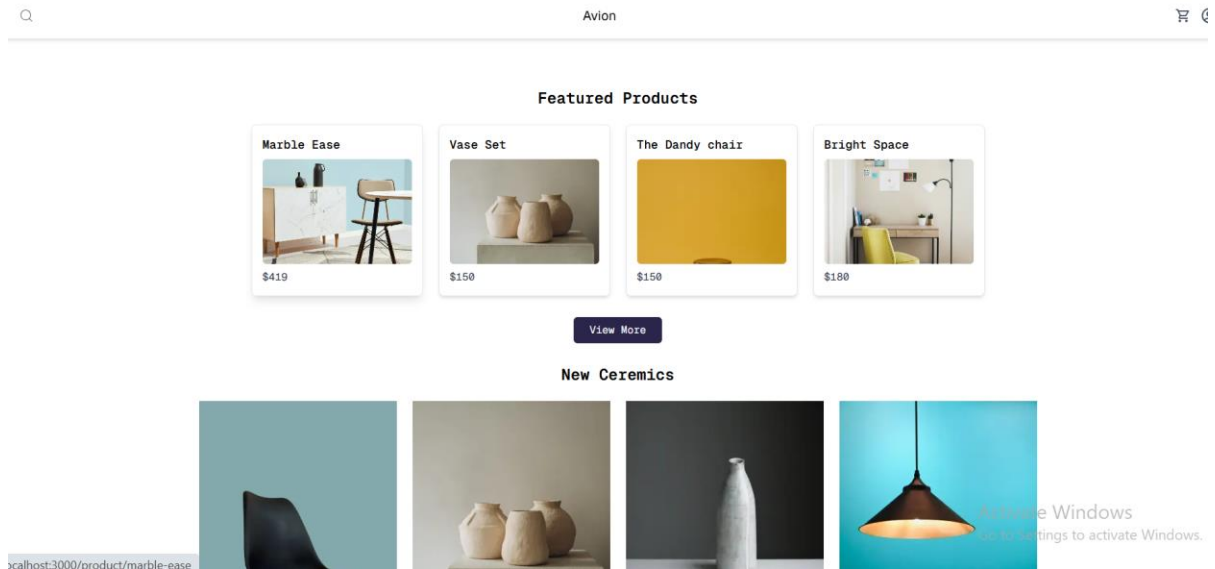 Avion
Featured Products
Marble Ease
Vase Set
The Dandy chair
Bright Space
$419
$150
$150
$180
View More
New Ceremics
Activate Windows
Go to Settings to activate Windows.
ocalhost:3000/product/marble-ease